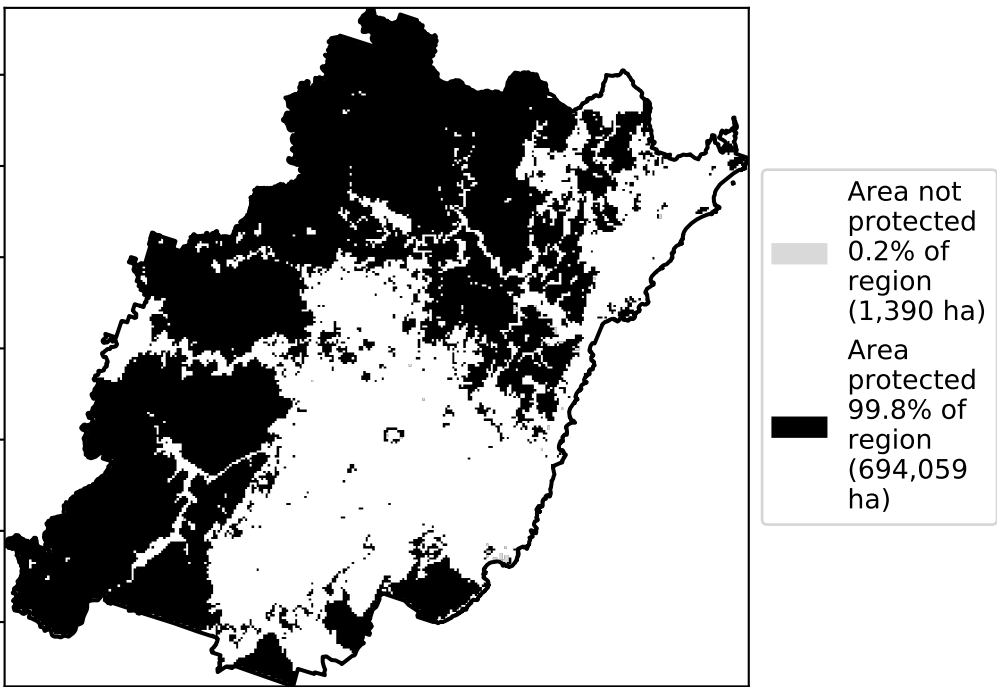 Area not
protected
0.2% of
region
(1,390 ha)
Area
protected
99.8% of
region
(694,059
ha)